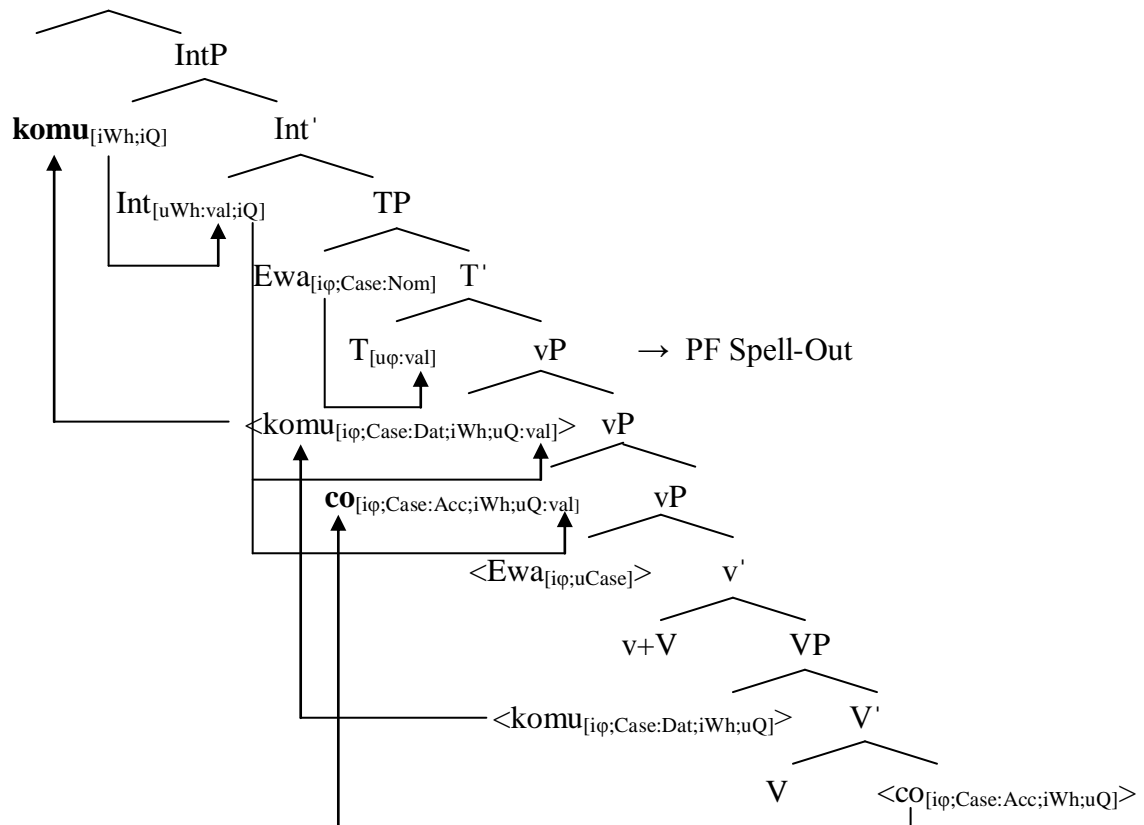 IntP
komu[iWh;iQ] Int'
Int[uWh:val;iQ] TP
Ewa[iφ;Case:Nom] T'
T[uφ:val] vP → PF Spell-Out
<komu[iφ;Case:Dat;iWh;uQ:val]> vP
co[iφ;Case:Acc;iWh;uQ:val] vP
<Ewa[iφ;uCase]> v'
v+V VP
<komu[iφ;Case:Dat;iWh;uQ]> V'
V <co[iφ;Case:Acc;iWh;uQ]>